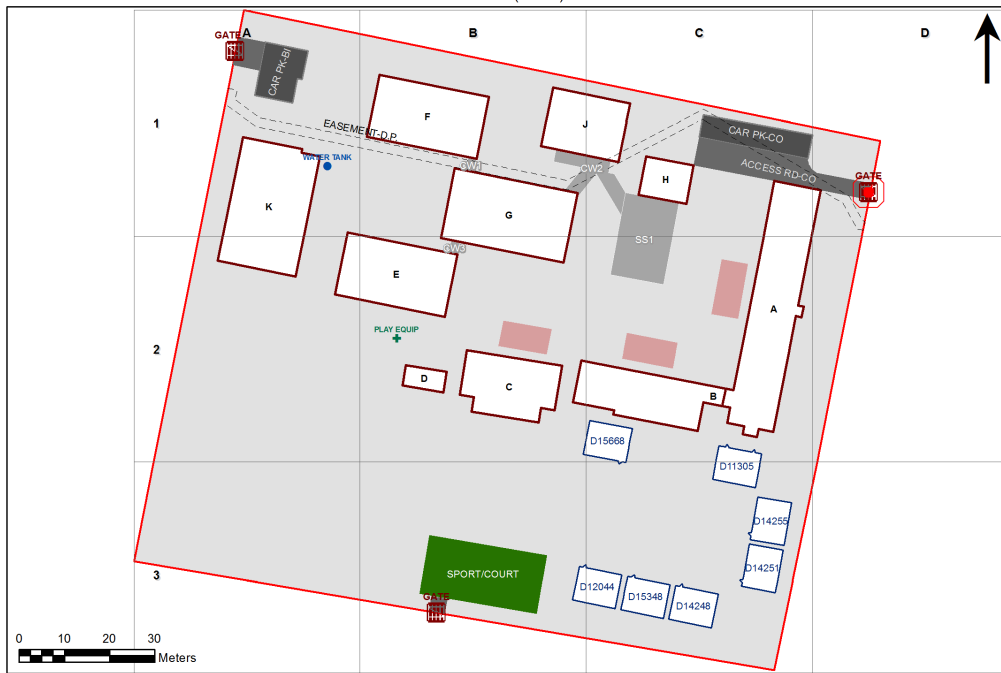 A
B
C
D
GATE
CAR PK-BI
1
F
J
EASEMENT-D.P.
CAR PK-CO
WATER TANK
CW1
CW2
H
ACCESS RD-CO
GATE
K
G
SS1
CW3
E
A
PLAY EQUIP
2
D
C
B
D15668
D11305
D14255
D14251
3
SPORT/COURT
D12044
D15348
D14248
GATE
0 10 20 30
Meters